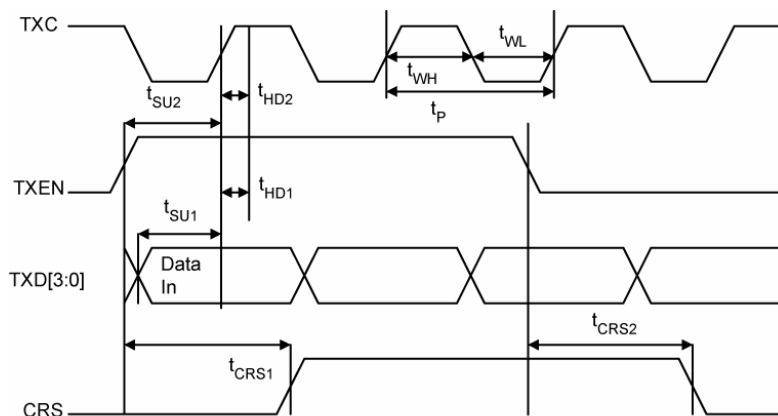 TXC
tWL
tWH
tSU2
tHD2
tP
TXEN
tHD1
tSU1
TXD[3:0]
Data
In
tCRS2
tCRS1
CRS